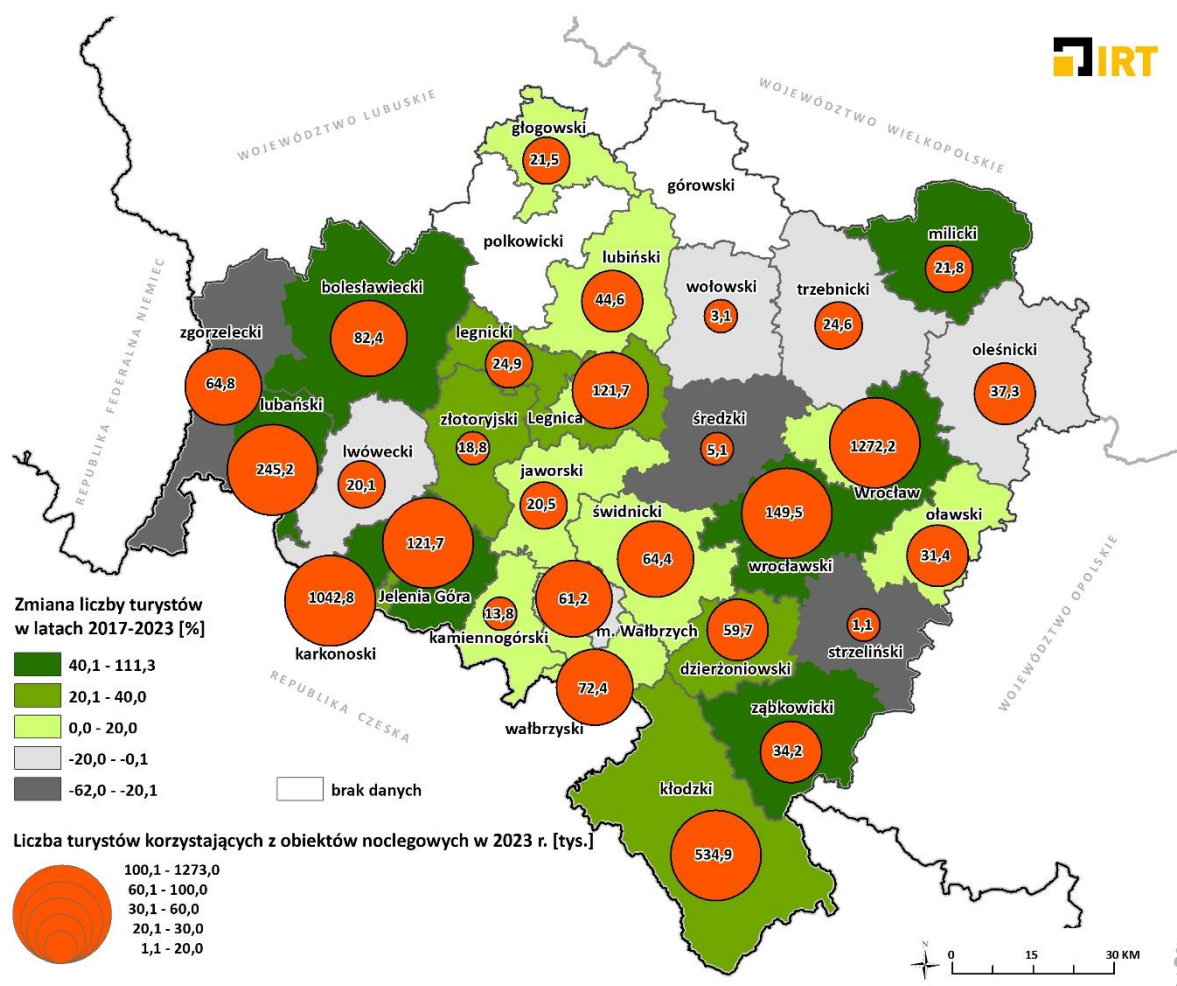 IRT
WOJEWÓDZTWO LUBUSKIE
WOJEWÓDZTWO WIELKOPOLSKIE
głogowski
21,5
górowski
polkowicki
milicki
21,8
lubiński
44,6
bolesławiecki
82,4
wołowski
3,1
trzebnicki
24,6
REPUBLIKA FEDERALNA NIEMIEC
zgorzelecki
64,8
legnicki
24,9
oleśnicki
37,3
lubański
245,2
Legnica
121,7
złotoryjski
18,8
średzki
5,1
1272,2
Wrocław
lwówecki
20,1
jaworski
20,5
świdnicki
64,4
149,5
wrocławski
oławski
31,4
121,7
Jelenia Góra
1042,8
karkonoski
13,8
kamiennogórski
61,2
m. Wałbrzych
59,7
dzierżoniowski
1,1
strzeliński
WOJEWÓDZTWO OPOLSKIE
REPUBLIKA CZESKA
72,4
wałbrzyski
ząbkowicki
34,2
kłodzki
534,9
Zmiana liczby turystów
w latach 2017-2023 [%]
40,1 - 111,3
20,1 - 40,0
0,0 - 20,0
-20,0 - -0,1
-62,0 - -20,1
brak danych
Liczba turystów korzystających z obiektów noclegowych w 2023 r. [tys.]
100,1 - 1273,0
60,1 - 100,0
30,1 - 60,0
20,1 - 30,0
1,1 - 20,0
N
0 15 30 KM